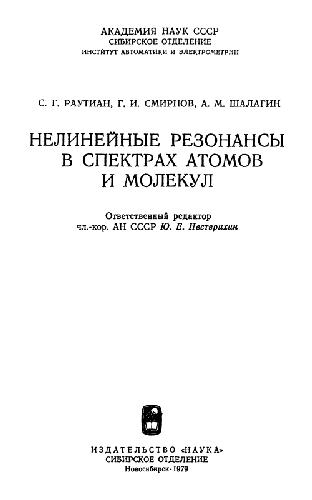 АКАДЕМИЯ НАУК СССР
СИБИРСКОЕ ОТДЕЛЕНИЕ
ИНСТИТУТ АВТОМАТИКИ И ЭЛЕКТРОМЕТРИИ
С. Г. РАУТИАН, Г. И. СМИРНОВ, А. М. ШАЛАГИН
НЕЛИНЕЙНЫЕ РЕЗОНАНСЫ
В СПЕКТРАХ АТОМОВ
И МОЛЕКУЛ
Ответственный редактор
чл.-кор. АН СССР Ю. Е. Нестерихин
ИЗДАТЕЛЬСТВО «НАУКА»
СИБИРСКОЕ ОТДЕЛЕНИЕ
Новосибирск·1979